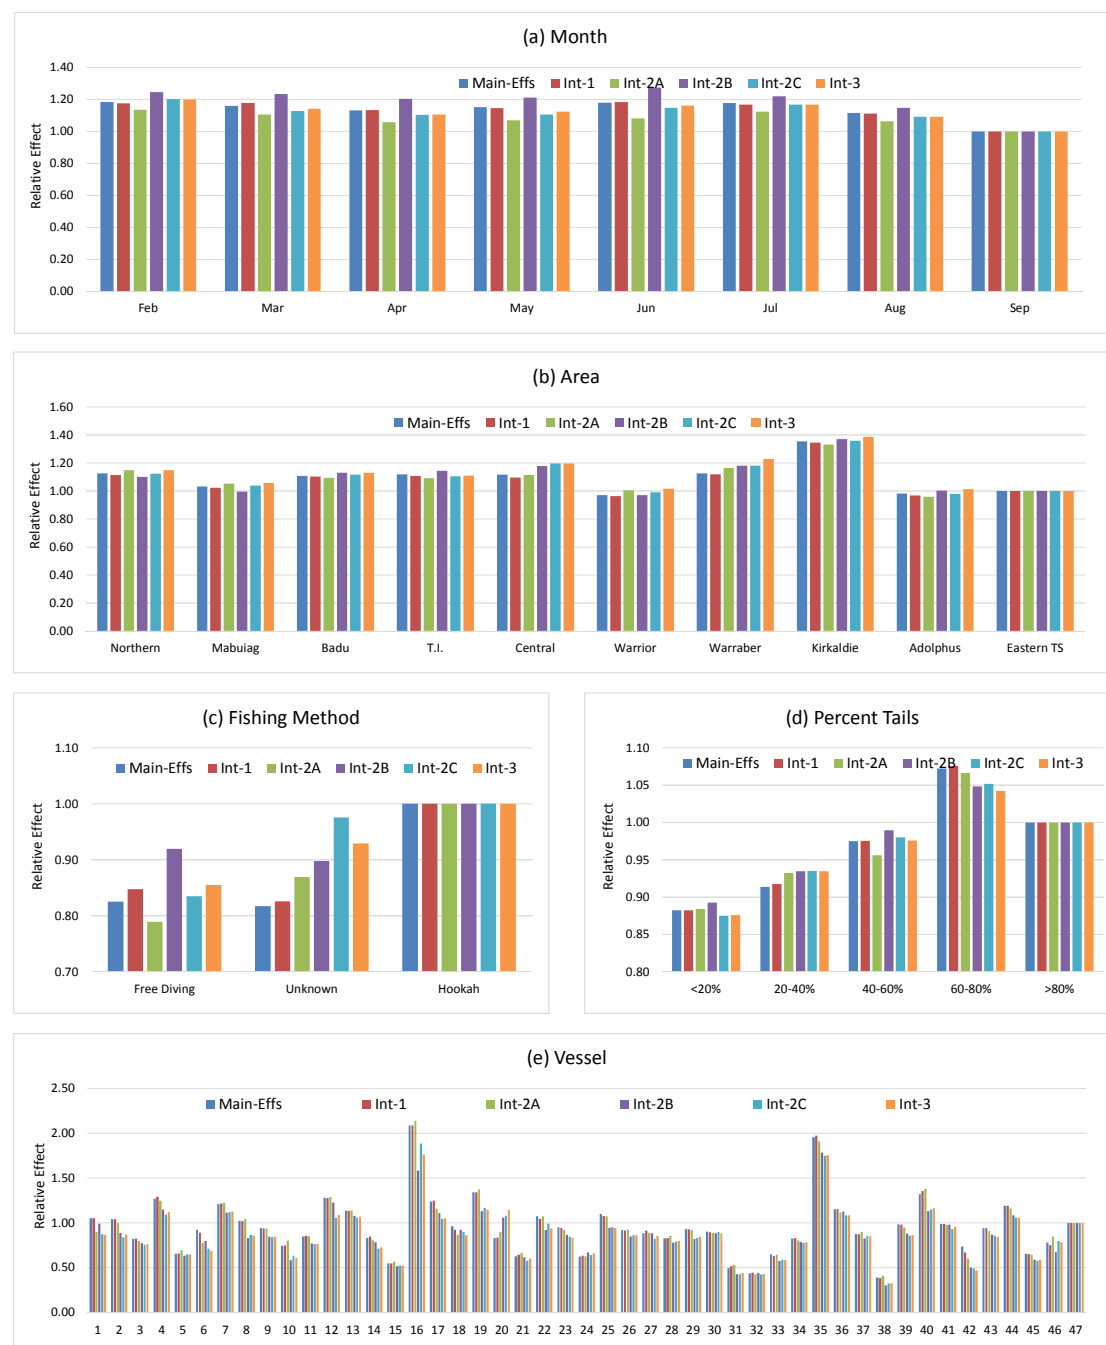 (a) Month
Main-Effs Int-1 Int-2A Int-2B Int-2C Int-3
Relative Effect
1.40
1.20
1.00
0.80
0.60
0.40
0.20
0.00
Feb Mar Apr May Jun Jul Aug Sep
(b) Area
Main-Effs Int-1 Int-2A Int-2B Int-2C Int-3
Relative Effect
1.60
1.40
1.20
1.00
0.80
0.60
0.40
0.20
0.00
Northern Mabuiag Badu T.I. Central Warrior Warraber Kirkaldie Adolphus Eastern TS
(c) Fishing Method
Main-Effs Int-1 Int-2A Int-2B Int-2C Int-3
Relative Effect
1.10
1.00
0.90
0.80
0.70
Free Diving Unknown Hookah
(d) Percent Tails
Main-Effs Int-1 Int-2A Int-2B Int-2C Int-3
Relative Effect
1.10
1.05
1.00
0.95
0.90
0.85
0.80
<20% 20-40% 40-60% 60-80% >80%
(e) Vessel
Main-Effs Int-1 Int-2A Int-2B Int-2C Int-3
Relative Effect
2.50
2.00
1.50
1.00
0.50
0.00
1 2 3 4 5 6 7 8 9 10 11 12 13 14 15 16 17 18 19 20 21 22 23 24 25 26 27 28 29 30 31 32 33 34 35 36 37 38 39 40 41 42 43 44 45 46 47